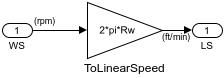 (rpm)
1
2*pi*Rw
1
WS
(ft/min)
LS
ToLinearSpeed